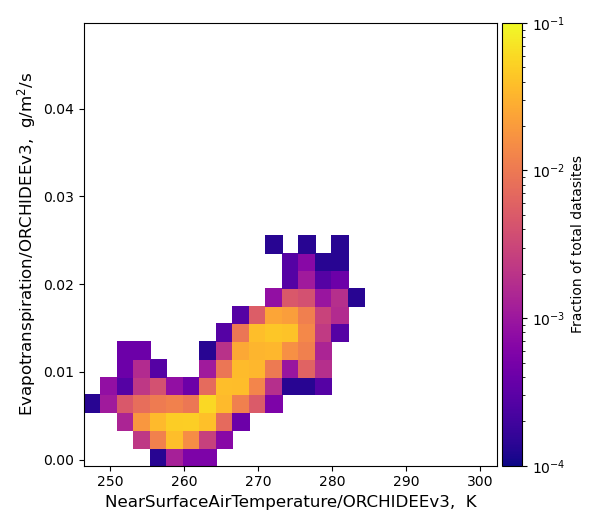 0.04
0.03
0.02
0.01
0.00
250 260 270 280 290 300
Evapotranspiration/ORCHIDEEv3, g/m²/s
NearSurfaceAirTemperature/ORCHIDEEv3, K
10⁻¹
10⁻²
10⁻³
10⁻⁴
Fraction of total datasites